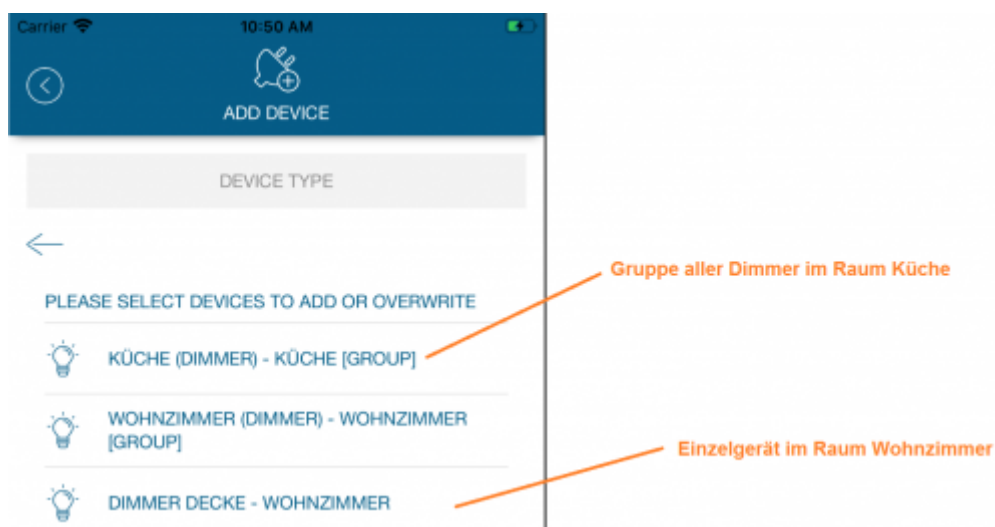 Carrier 10:50 AM
ADD DEVICE
DEVICE TYPE
Gruppe aller Dimmer im Raum Küche
PLEASE SELECT DEVICES TO ADD OR OVERWRITE
KÜCHE (DIMMER) - KÜCHE [GROUP]
WOHNZIMMER (DIMMER) - WOHNZIMMER
[GROUP]
Einzelgerät im Raum Wohnzimmer
DIMMER DECKE - WOHNZIMMER